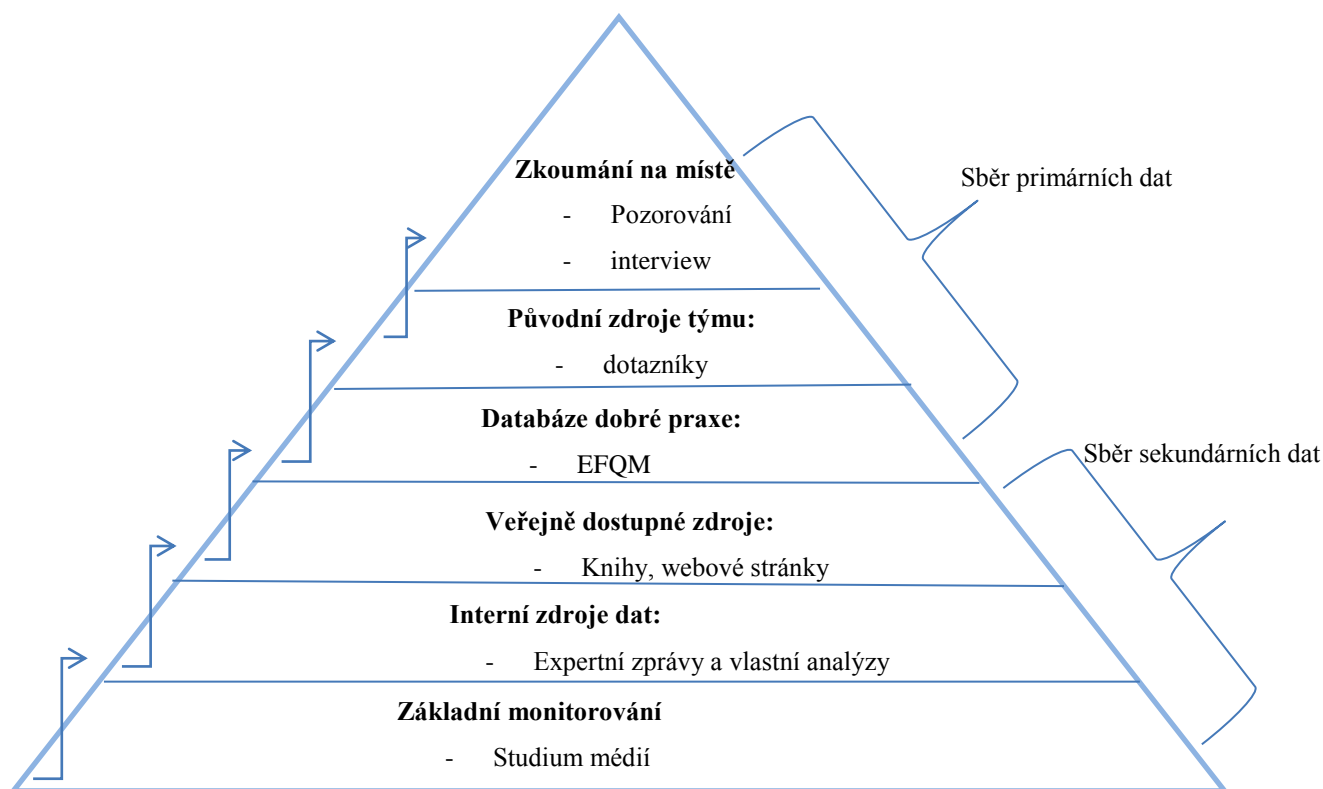 Zkoumání na místě
- Pozorování
- interview
Sběr primárních dat
Původní zdroje týmu:
- dotazníky
Databáze dobré praxe:
- EFQM
Sběr sekundárních dat
Veřejně dostupné zdroje:
- Knihy, webové stránky
Interní zdroje dat:
- Expertní zprávy a vlastní analýzy
Základní monitorování
- Studium médií